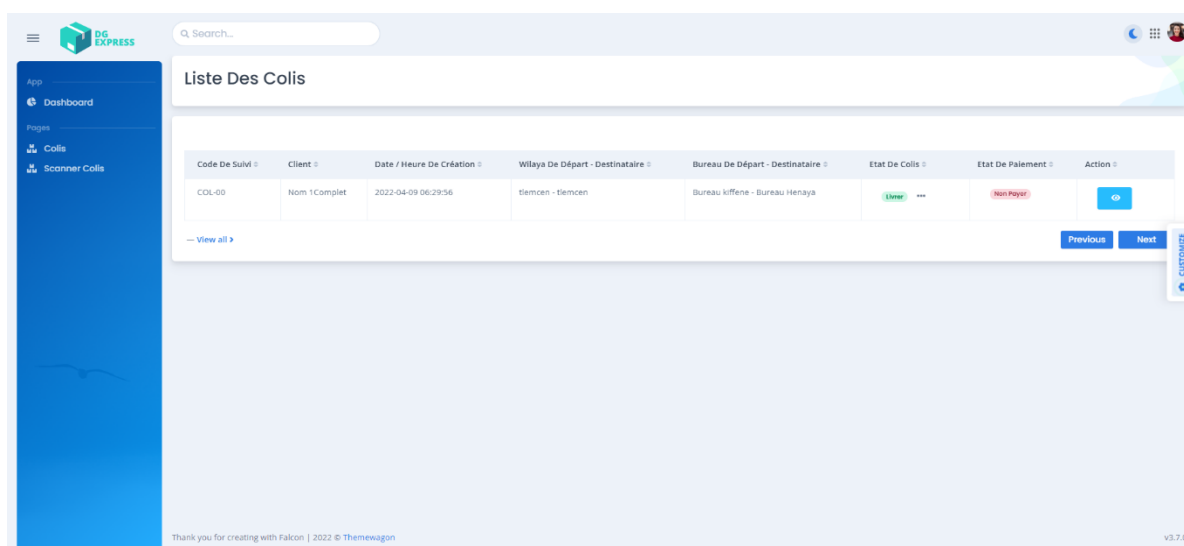 DG
EXPRESS
Search...
App
Dashboard
Pages
Colis
Scanner Colis
Liste Des Colis
Code De Suivi Client Date / Heure De Création Wilaya De Départ - Destinataire Bureau De Départ - Destinataire Etat De Colis Etat De Paiement Action
COL-00 Nom 1Complet 2022-04-09 06:29:56 tlemcen - tlemcen Bureau kiffene - Bureau Henaya Livrer Non Payer
— View all
Previous Next
CUSTOMIZE
Thank you for creating with Falcon | 2022 © Themewagon